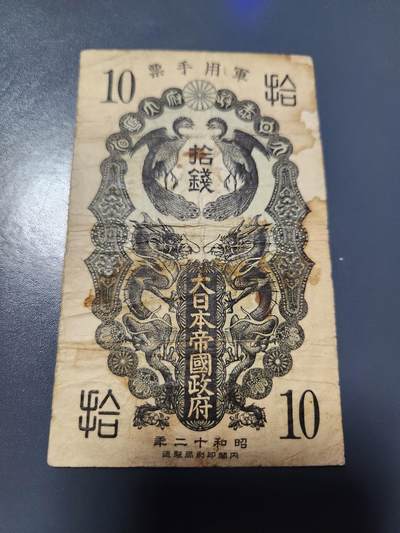 軍用手票
10
拾
拾
錢
大日本帝國政府
拾
10
昭和十二年
內閣印刷局製造